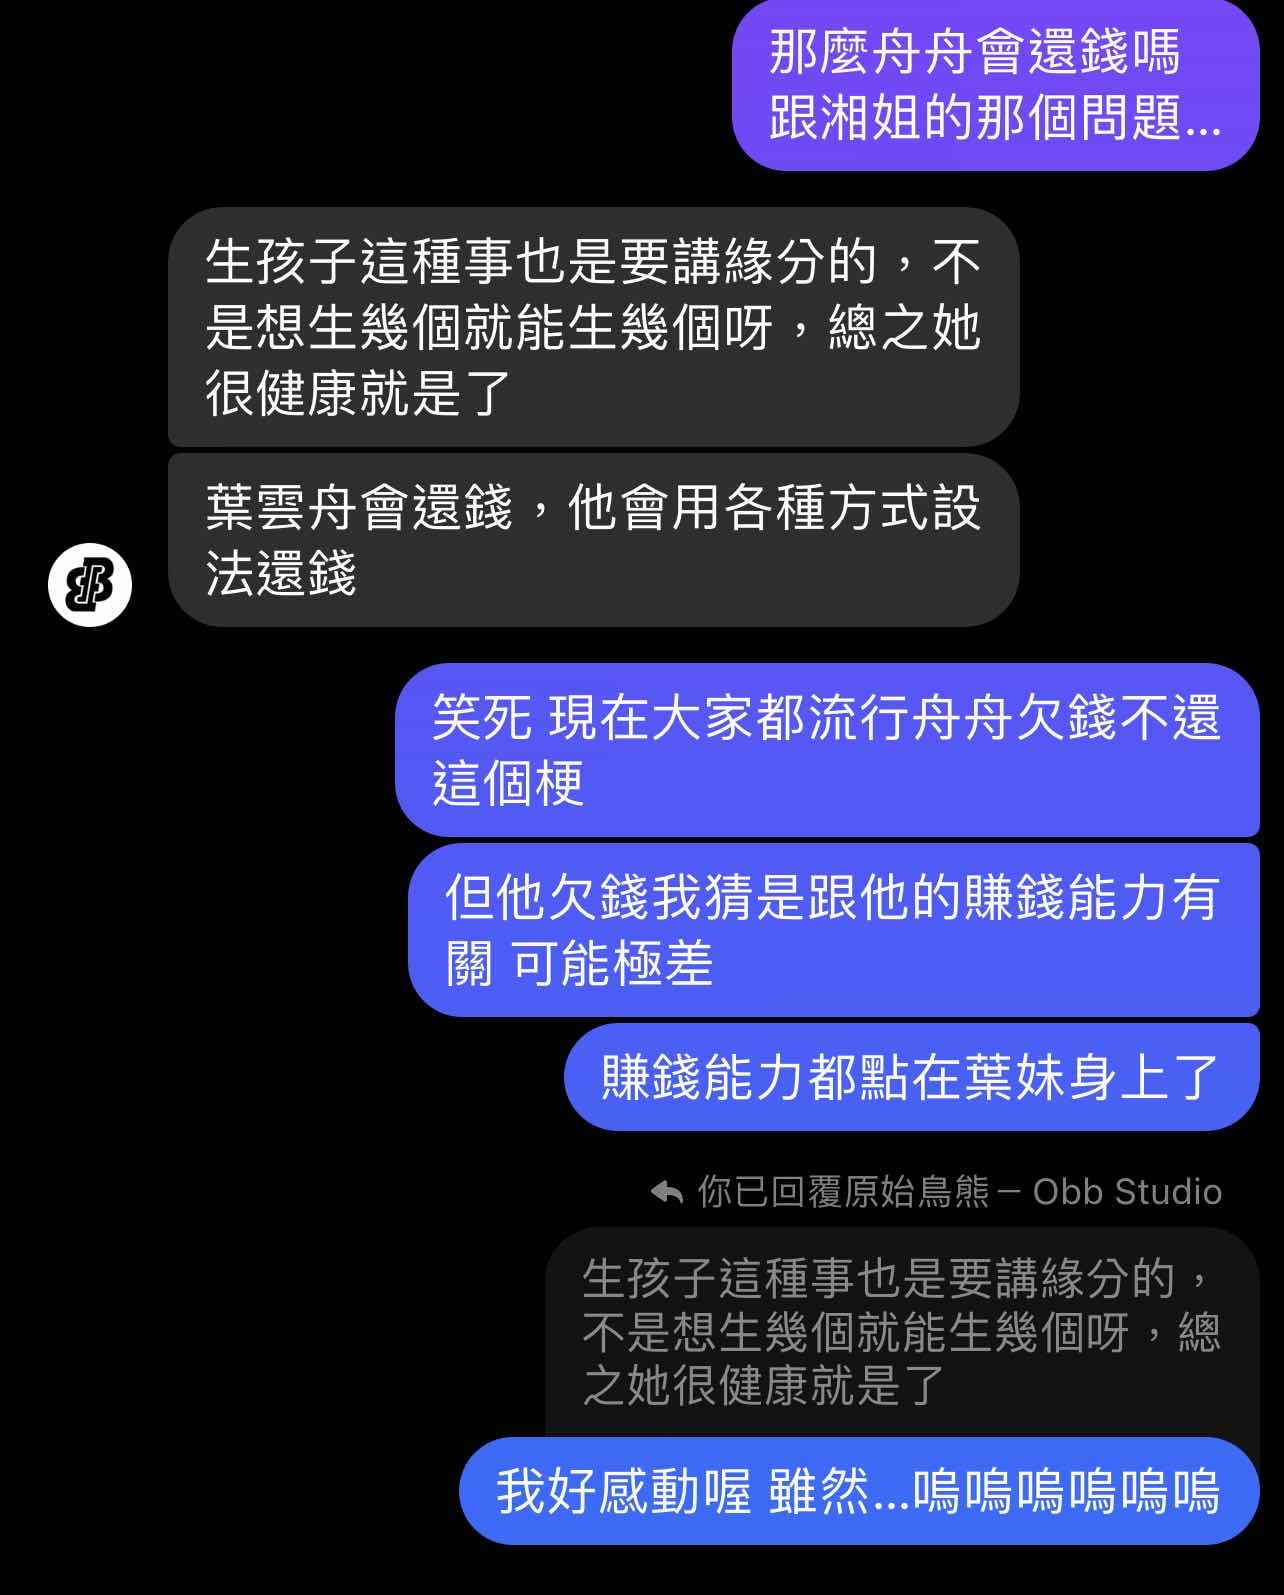 那麼舟舟會還錢嗎
跟湘姐的那個問題...
生孩子這種事也是要講緣分的，不
是想生幾個就能生幾個呀，總之她
很健康就是了
葉雲舟會還錢，他會用各種方式設
法還錢
笑死 現在大家都流行舟舟欠錢不還
這個梗
但他欠錢我猜是跟他的賺錢能力有
關 可能極差
賺錢能力都點在葉妹身上了
你已回覆原始鳥熊 — Obb Studio
生孩子這種事也是要講緣分的，
不是想生幾個就能生幾個呀，總
之她很健康就是了
我好感動喔 雖然...嗚嗚嗚嗚嗚嗚